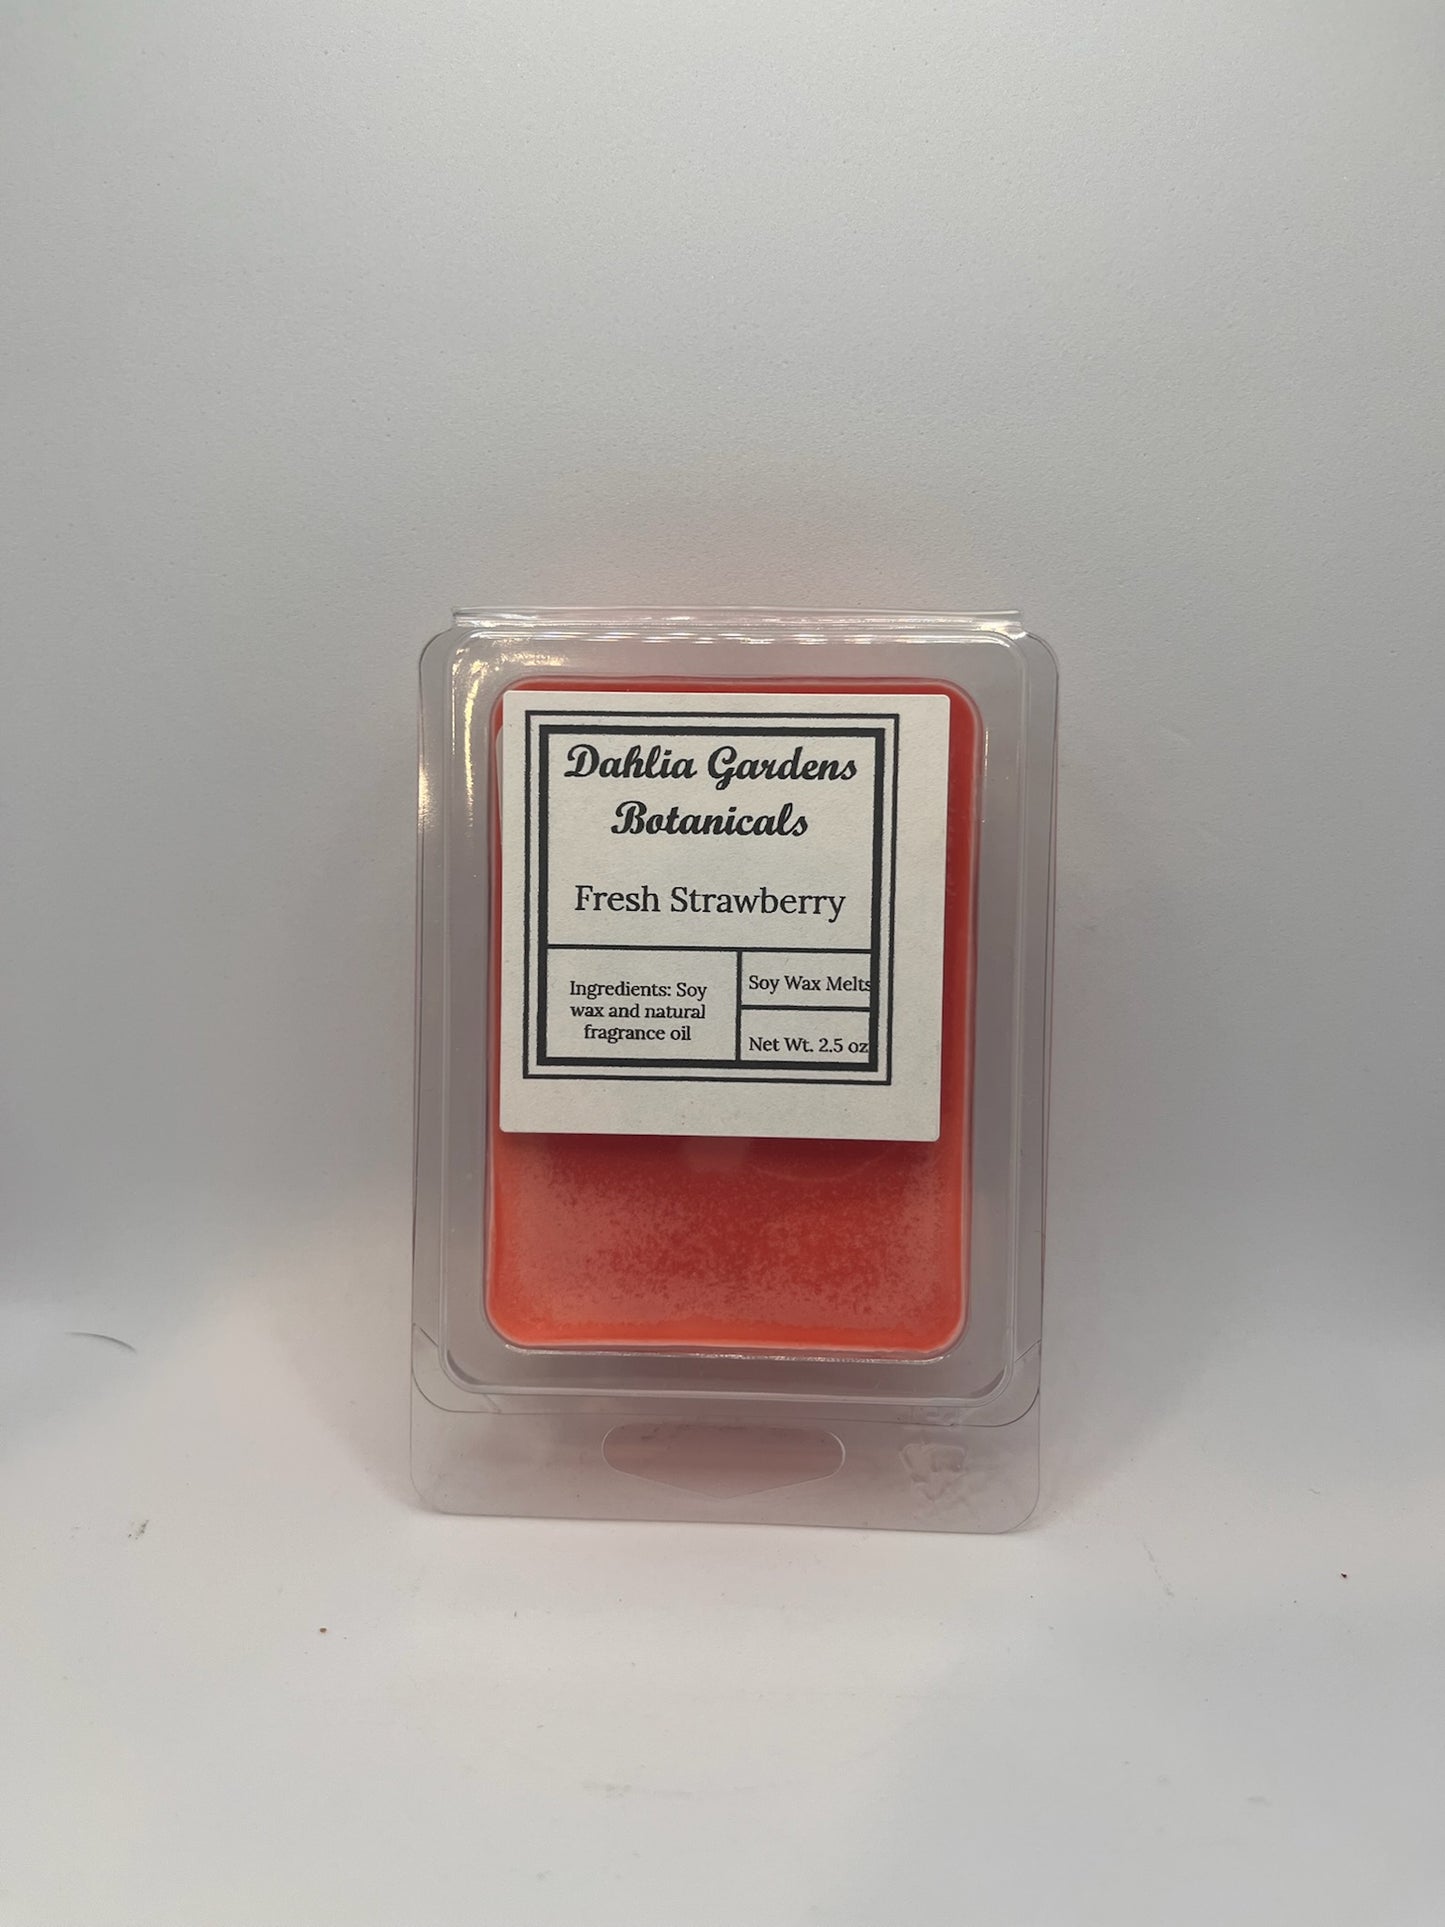 Dahlia Gardens
Botanicals
Fresh Strawberry
Ingredients: Soy
wax and natural
fragrance oil
Soy Wax Melts
Net Wt. 2.5 oz